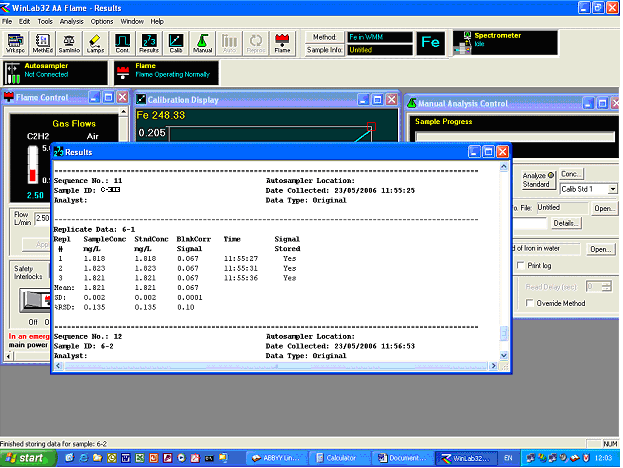 WinLab32 AA Flame - Results
File Edit Tools Analysis Options Window Help
Wrkspc MethEd SamInfo Lamps Cont. Results Calib Manual Auto Reproc Flame
Method Fe in WMM
Sample Info: Untitled
Fe
Spectrometer
Idle
Autosampler
Not Connected
Flame
Flame Operating Normally
Flame Control
Gas Flows
C2H2 Air
2.50
Flow
L/min 2.50
Safety
Interlocks:
Off
In an emerg
main power
Calibration Display
Fe 248.33
0.205
Manual Analysis Control
Sample Progress
Analyze
Standard
Conc...
Calib Std 1
File: Untitled
Open...
Details...
d of Iron in water
Open...
Print log
Read Delay (sec) 0
Override Method
Results
Sequence No.: 11 Autosampler Location:
Sample ID: Date Collected: 23/05/2006 11:55:25
Analyst: Data Type: Original
Replicate Data: 6-1
Repl SampleConc StndConc BlnkCorr Time Signal
# mg/L mg/L Signal Stored
1 1.818 1.818 0.067 11:55:27 Yes
2 1.823 1.823 0.067 11:55:31 Yes
3 1.821 1.821 0.067 11:55:36 Yes
Mean: 1.821 1.821 0.067
SD: 0.002 0.002 0.0001
%RSD: 0.135 0.135 0.10
Sequence No.: 12 Autosampler Location:
Sample ID: 6-2 Date Collected: 23/05/2006 11:56:53
Analyst: Data Type: Original
Finished storing data for sample: 6-2
NUM
start
ABBYY Lin...
Calculator
Document...
WinLab32...
EN
12:03